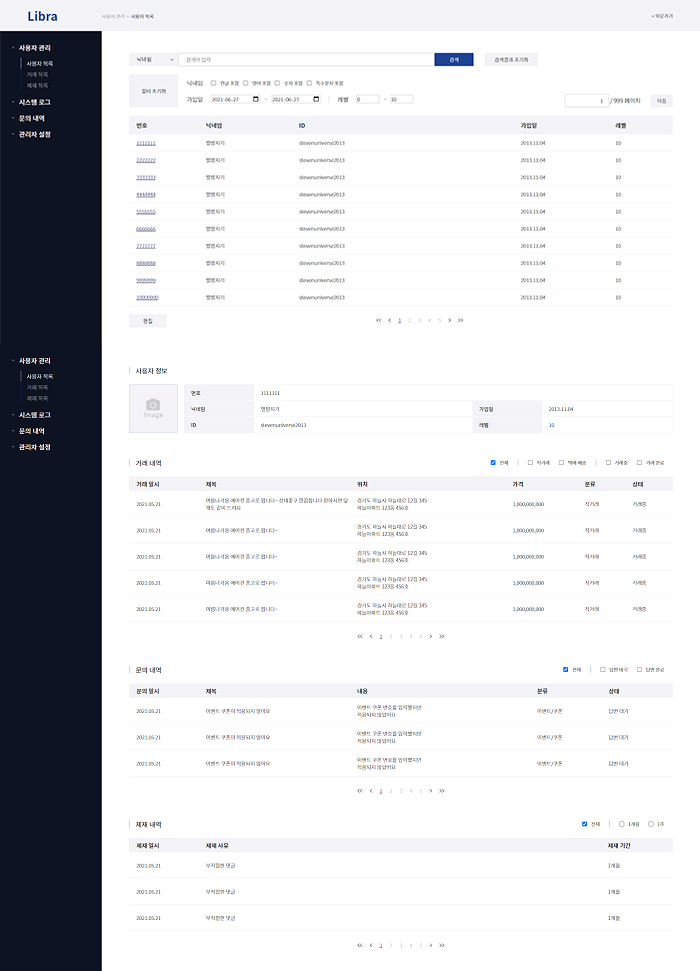 Libra
사용자 관리 > 사용자 목록
사용자 관리
사용자 목록
거래 목록
제재 목록
시스템 로그
문의 내역
관리자 설정
닉네임 검색어 입력 검색 검색결과 초기화
필터 초기화
닉네임 한글 포함 영어 포함 숫자 포함 특수문자 포함
가입일 2021-06-27 - 2021-06-27 레벨 0 - 10
1 / 999 페이지 이동
번호 닉네임 ID 가입일 레벨
1111111 별별지기 stevenuniverse2013 2013.11.04 10
2222222 별별지기 stevenuniverse2013 2013.11.04 10
3333333 별별지기 stevenuniverse2013 2013.11.04 10
4444444 별별지기 stevenuniverse2013 2013.11.04 10
5555555 별별지기 stevenuniverse2013 2013.11.04 10
6666666 별별지기 stevenuniverse2013 2013.11.04 10
7777777 별별지기 stevenuniverse2013 2013.11.04 10
8888888 별별지기 stevenuniverse2013 2013.11.04 10
9999999 별별지기 stevenuniverse2013 2013.11.04 10
10000000 별별지기 stevenuniverse2013 2013.11.04 10
편집 << < 1 2 3 4 5 > >>
사용자 관리
사용자 목록
거래 목록
제재 목록
시스템 로그
문의 내역
관리자 설정
사용자 정보
Image
번호 1111111
닉네임 별별지기 가입일 2013.11.04
ID stevenuniverse2013 레벨 10
거래 내역 전체 직거래 택배 배송 거래중 거래 완료
거래 일시 제목 위치 가격 분류 상태
2021.05.21 여름나기용 에어컨 중고로 팝니다~ 상태좋구 깔끔합니다 원하시면 덮
개도 같이 드려요
경기도 하늘시 하늘대로 12길 345
하늘아파트 123동 456호
1,000,000,000 직거래 거래중
2021.05.21 여름나기용 에어컨 중고로 팝니다~
경기도 하늘시 하늘대로 12길 345
하늘아파트 123동 456호
1,000,000,000 직거래 거래중
2021.05.21 여름나기용 에어컨 중고로 팝니다~
경기도 하늘시 하늘대로 12길 345
하늘아파트 123동 456호
1,000,000,000 직거래 거래중
2021.05.21 여름나기용 에어컨 중고로 팝니다~
경기도 하늘시 하늘대로 12길 345
하늘아파트 123동 456호
1,000,000,000 직거래 거래중
2021.05.21 여름나기용 에어컨 중고로 팝니다~
경기도 하늘시 하늘대로 12길 345
하늘아파트 123동 456호
1,000,000,000 직거래 거래중
<< < 1 2 3 4 5 > >>
문의 내역 전체 답변 대기 답변 완료
문의 일시 제목 내용 분류 상태
2021.05.21 이벤트 쿠폰이 적용되지 않아요
이벤트 쿠폰 번호를 입력했지만
적용되지 않았어요
이벤트/쿠폰 답변 대기
2021.05.21 이벤트 쿠폰이 적용되지 않아요
이벤트 쿠폰 번호를 입력했지만
적용되지 않았어요
이벤트/쿠폰 답변 대기
2021.05.21 이벤트 쿠폰이 적용되지 않아요
이벤트 쿠폰 번호를 입력했지만
적용되지 않았어요
이벤트/쿠폰 답변 대기
<< < 1 2 3 4 5 > >>
제재 내역 전체 1개월 1주
제재 일시 제재 사유 제재 기간
2021.05.21 부적절한 댓글 1개월
2021.05.21 부적절한 댓글 1개월
2021.05.21 부적절한 댓글 1개월
<< < 1 2 3 4 5 > >>